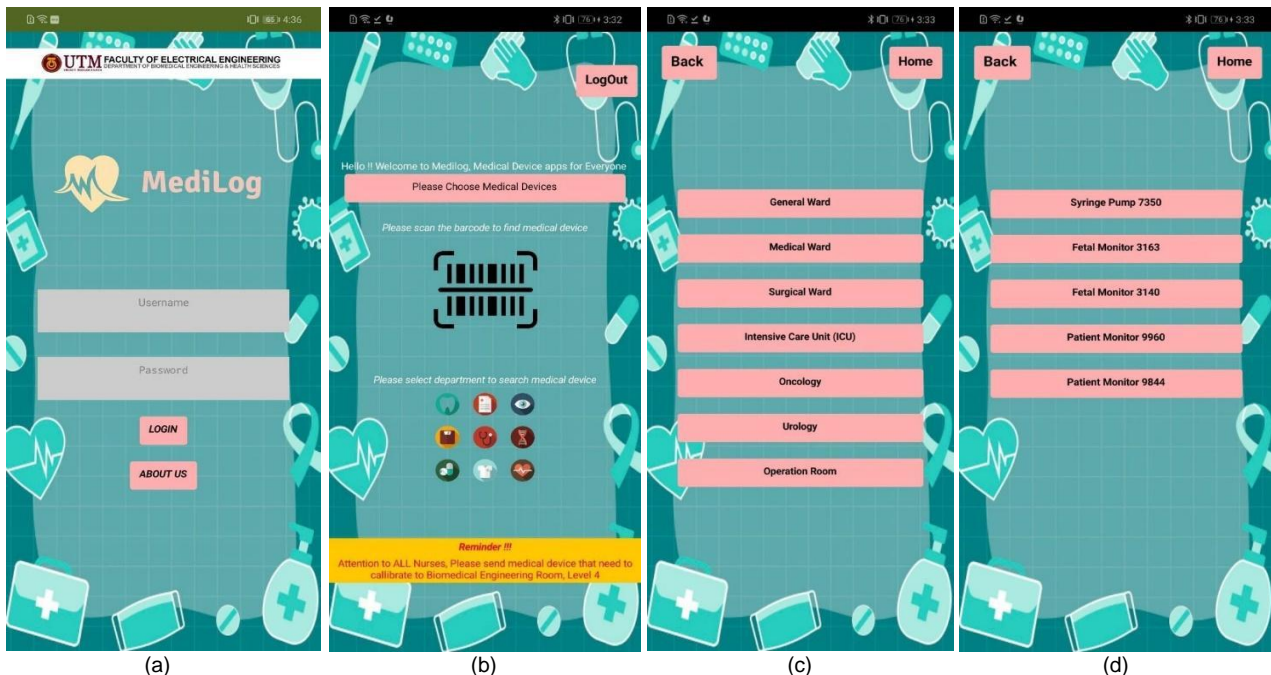 4:36
UTM FACULTY OF ELECTRICAL ENGINEERING
DEPARTMENT OF BIOMEDICAL ENGINEERING & HEALTH SCIENCES
MediLog
Username
Password
LOGIN
ABOUT US
(a)
76 3:32
LogOut
Hello !! Welcome to Medilog, Medical Device apps for Everyone
Please Choose Medical Devices
Please scan the barcode to find medical device
Please select department to search medical device
Reminder !!!
Attention to ALL Nurses, Please send medical device that need to
callibrate to Biomedical Engineering Room, Level 4
(b)
76 3:33
Back
Home
General Ward
Medical Ward
Surgical Ward
Intensive Care Unit (ICU)
Oncology
Urology
Operation Room
(c)
76 3:33
Back
Home
Syringe Pump 7350
Fetal Monitor 3163
Fetal Monitor 3140
Patient Monitor 9960
Patient Monitor 9844
(d)